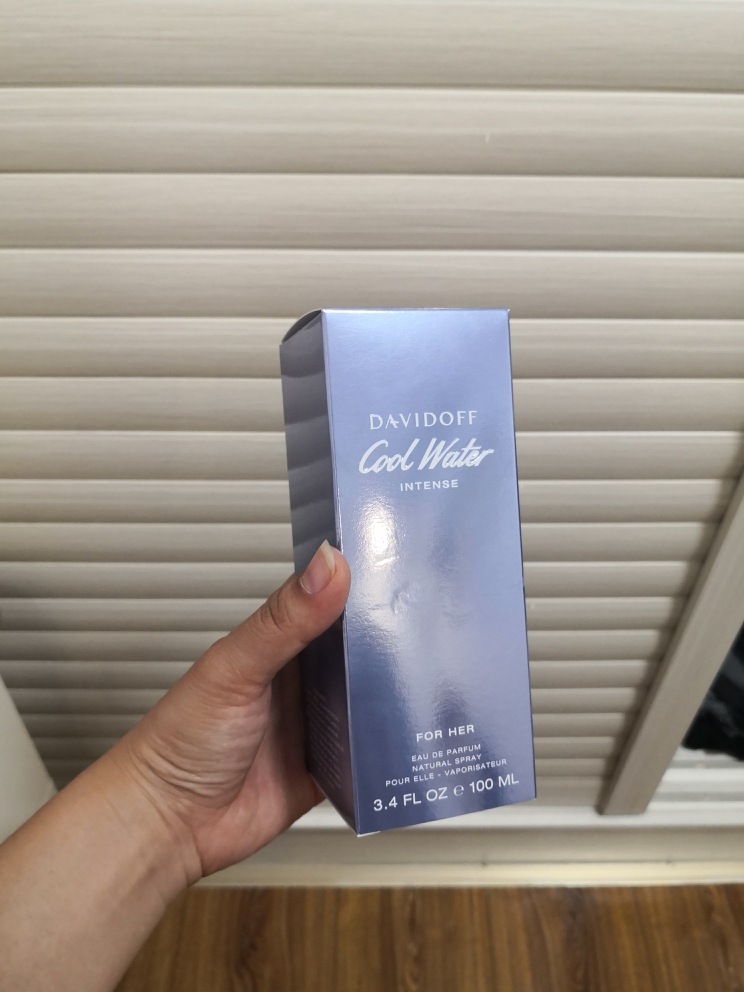 DAVIDOFF
Cool Water
INTENSE
FOR HER
EAU DE PARFUM
NATURAL SPRAY
POUR ELLE - VAPORISATEUR
3.4 FL OZ ℮ 100 ML